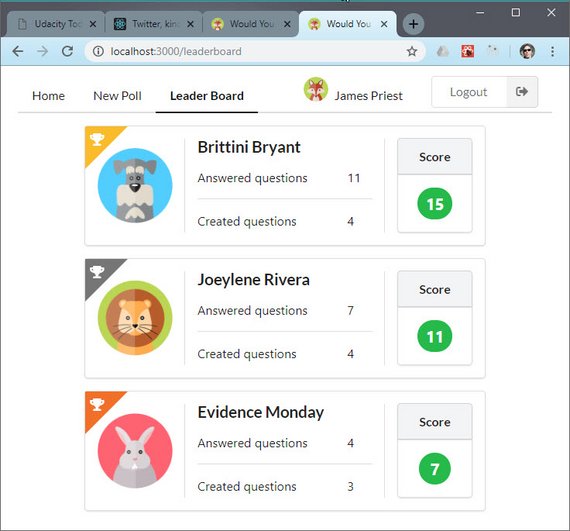 Udacity Too
Twitter, kind
Would You
Would You
localhost:3000/leaderboard
Home New Poll Leader Board James Priest Logout
Brittini Bryant
Answered questions 11
Created questions 4
Score
15
Joeylene Rivera
Answered questions 7
Created questions 4
Score
11
Evidence Monday
Answered questions 4
Created questions 3
Score
7